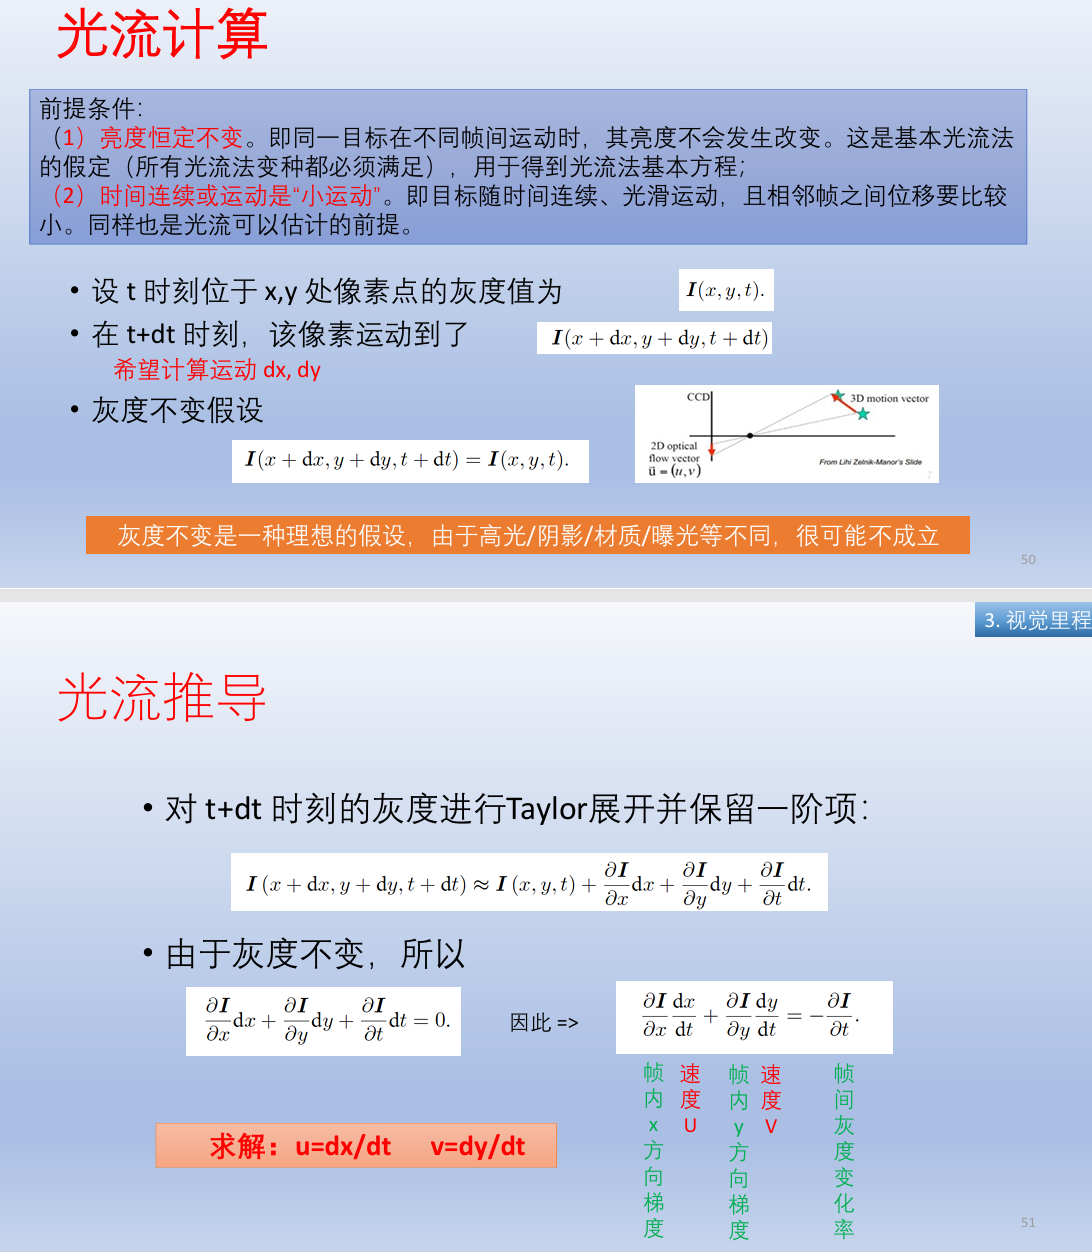 光流计算
前提条件：
（1）亮度恒定不变。即同一目标在不同帧间运动时，其亮度不会发生改变。这是基本光流法
的假定（所有光流法变种都必须满足），用于得到光流法基本方程；
（2）时间连续或运动是“小运动”。即目标随时间连续、光滑运动，且相邻帧之间位移要比较
小。同样也是光流可以估计的前提。
• 设 t 时刻位于 x,y 处像素点的灰度值为 I(x, y, t).
• 在 t+dt 时刻，该像素运动到了 I(x + dx, y + dy, t + dt)
希望计算运动 dx, dy
• 灰度不变假设
I(x + dx, y + dy, t + dt) = I(x, y, t).
CCD
3D motion vector
2D optical
flow vector
ū = (u, v)
From Lihi Zelnik-Manor's Slide
7
灰度不变是一种理想的假设，由于高光/阴影/材质/曝光等不同，很可能不成立
50
3. 视觉里程
光流推导
• 对 t+dt 时刻的灰度进行Taylor展开并保留一阶项：
I (x + dx, y + dy, t + dt) ≈ I (x, y, t) + ∂I/∂x dx + ∂I/∂y dy + ∂I/∂t dt.
• 由于灰度不变，所以
∂I/∂x dx + ∂I/∂y dy + ∂I/∂t dt = 0.
因此 =>
∂I/∂x dx/dt + ∂I/∂y dy/dt = − ∂I/∂t.
帧内x方向梯度
速度U
帧内y方向梯度
速度V
帧间灰度变化率
求解：u=dx/dt v=dy/dt
51